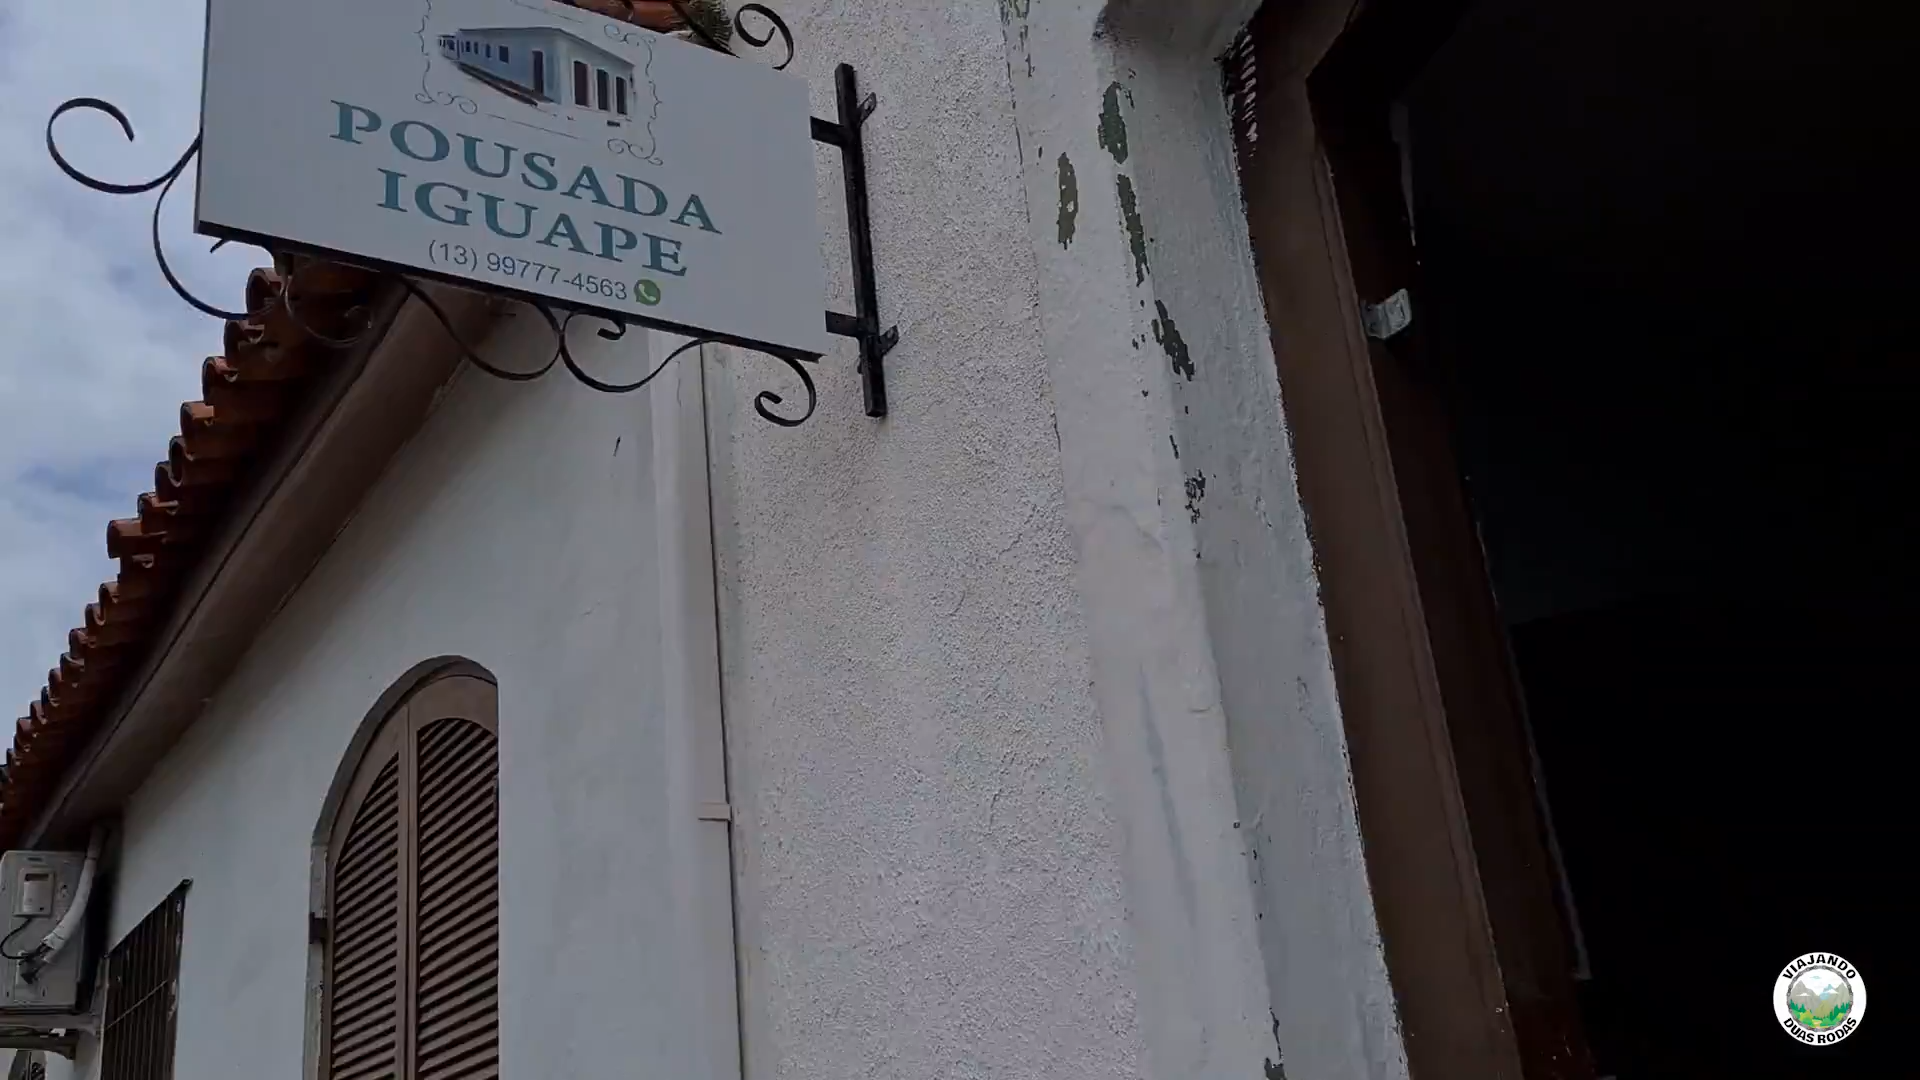 POUSADA
IGUAPE
(13) 99777-4563
VIAJANDO
DUAS RODAS